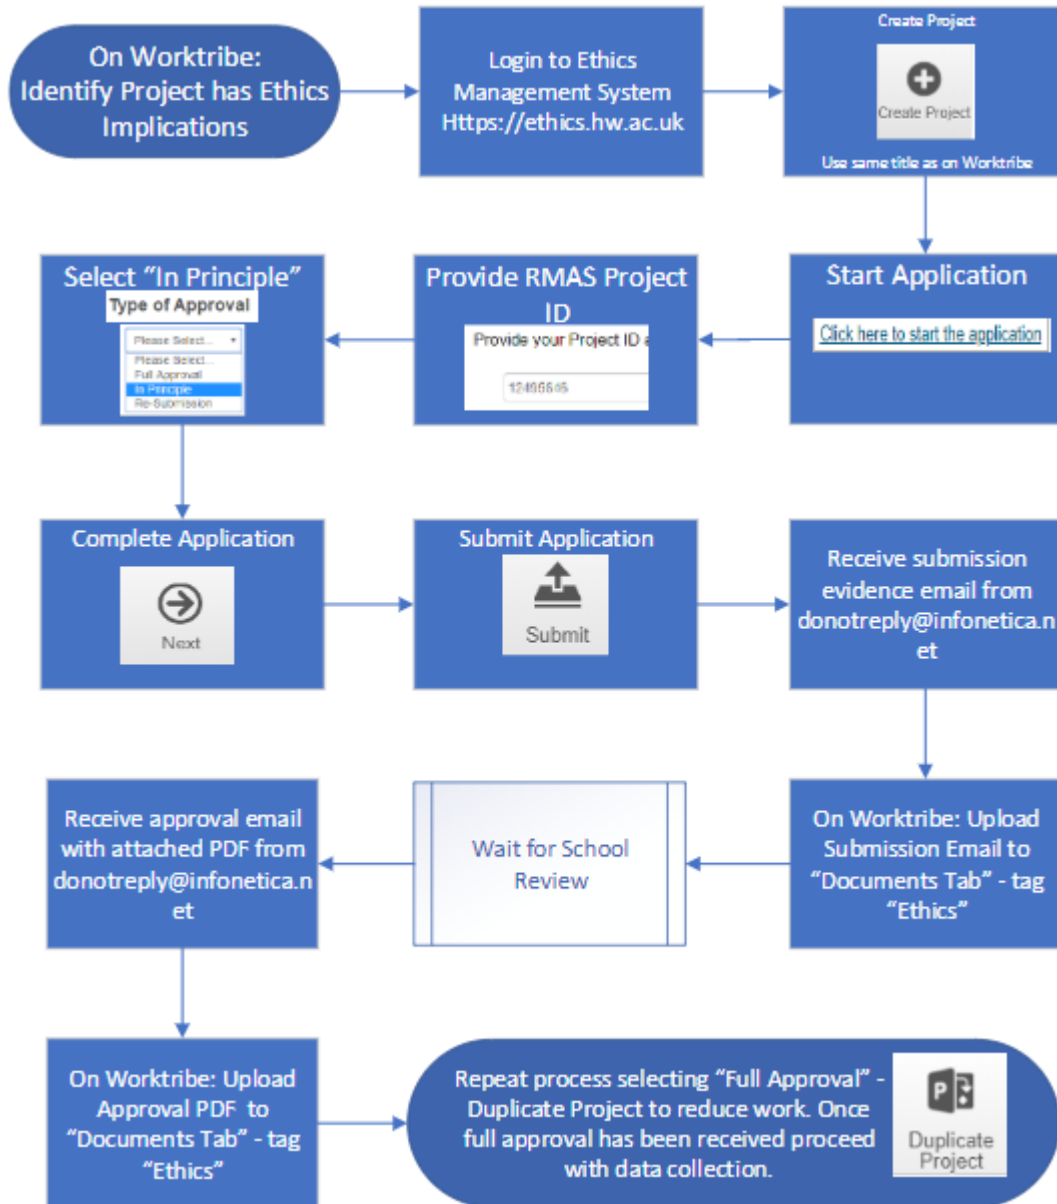 On Worktribe:
Identify Project has Ethics
Implications
Login to Ethics
Management System
Https://ethics.hw.ac.uk
Create Project
Create Project
Use same title as on Worktribe
Select “In Principle”
Type of Approval
Please Select...
Please Select...
Full Approval
In Principle
Re-Submission
Provide RMAS Project
ID
Provide your Project ID a
Start Application
Click here to start the application
Complete Application
Next
Submit Application
Submit
Receive submission
evidence email from
donotreply@infonetica.n
et
Receive approval email
with attached PDF from
donotreply@infonetica.n
et
Wait for School
Review
On Worktribe: Upload
Submission Email to
“Documents Tab” - tag
“Ethics”
On Worktribe: Upload
Approval PDF to
“Documents Tab” - tag
“Ethics”
Repeat process selecting “Full Approval” -
Duplicate Project to reduce work. Once
full approval has been received proceed
with data collection.
P
Duplicate
Project